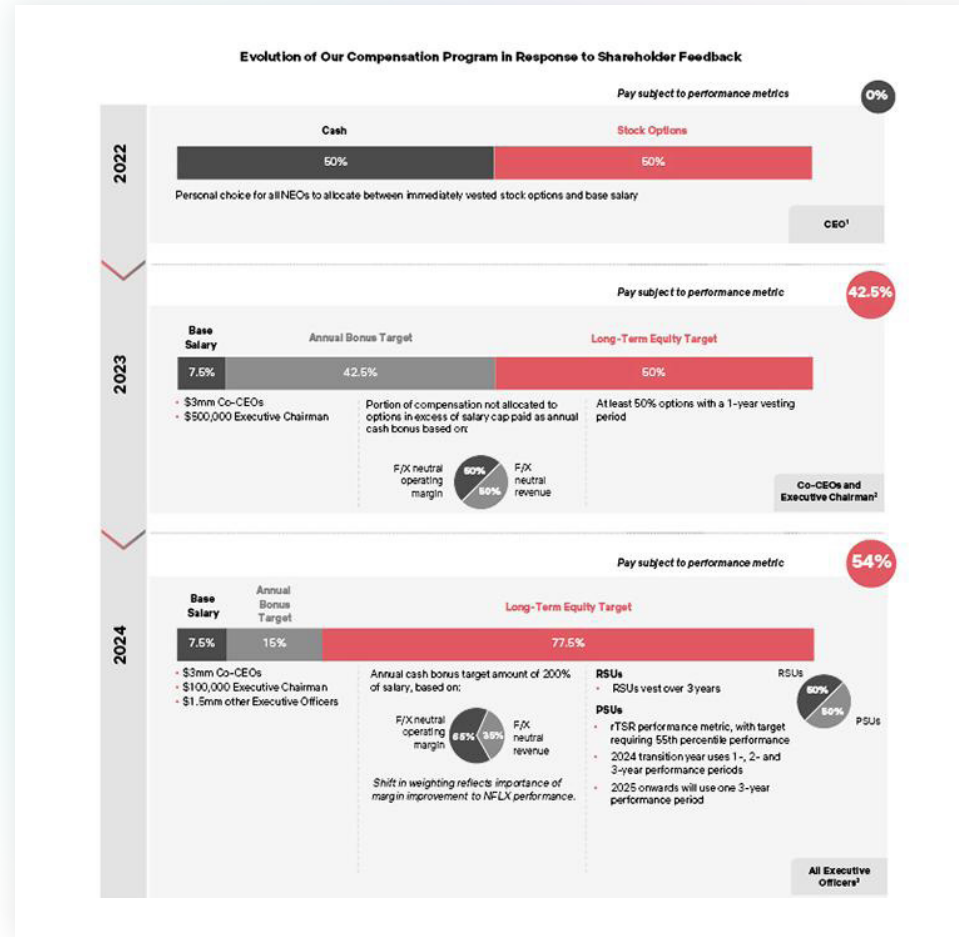 Evolution of Our Compensation Program in Response to Shareholder Feedback
Pay subject to performance metrics
0%
2022
Cash
Stock Options
50%
50%
Personal choice for all NEOs to allocate between immediately vested stock options and base salary
CEO¹
Pay subject to performance metric
42.5%
2023
Base
Salary
Annual Bonus Target
Long-Term Equity Target
7.5%
42.5%
50%
• $3mm Co-CEOs
• $500,000 Executive Chairman
Portion of compensation not allocated to
options in excess of salary cap paid as annual
cash bonus based on:
F/X neutral
operating
margin
50%
50%
F/X
neutral
revenue
At least 50% options with a 1-year vesting
period
Co-CEOs and
Executive Chairman²
Pay subject to performance metric
54%
2024
Base
Salary
Annual
Bonus
Target
Long-Term Equity Target
7.5%
15%
77.5%
• $3mm Co-CEOs
• $100,000 Executive Chairman
• $1.5mm other Executive Officers
Annual cash bonus target amount of 200%
of salary, based on:
F/X neutral
operating
margin
65%
35%
F/X
neutral
revenue
Shift in weighting reflects importance of
margin improvement to NFLX performance.
RSUs
• RSUs vest over 3 years
PSUs
• rTSR performance metric, with target
requiring 55th percentile performance
• 2024 transition year uses 1-, 2- and
3-year performance periods
• 2025 onwards will use one 3-year
performance period
RSUs
50%
50%
PSUs
All Executive
Officers³